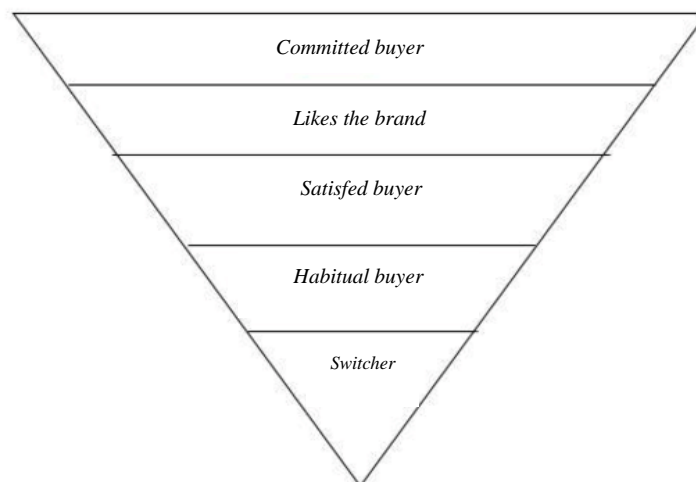 Committed buyer
Likes the brand
Satisfed buyer
Habitual buyer
Switcher